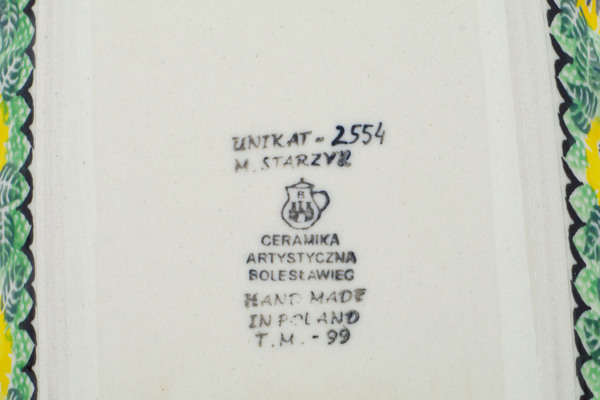 UNIKAT - 2554
M. STARZYK
B
CERAMIKA
ARTYSTYCZNA
BOLESŁAWIEC
HAND MADE
IN POLAND
T.M. - 99